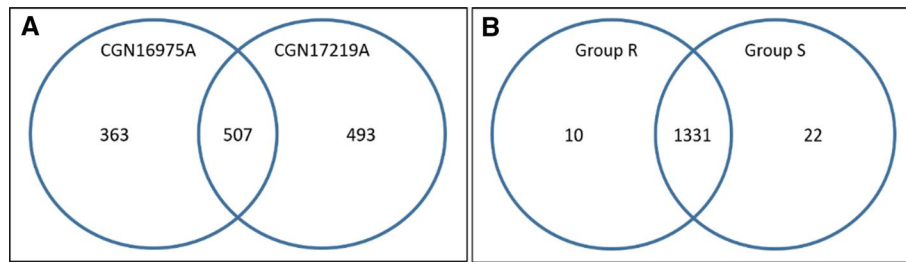 A
CGN16975A
CGN17219A
363
507
493
B
Group R
Group S
10
1331
22